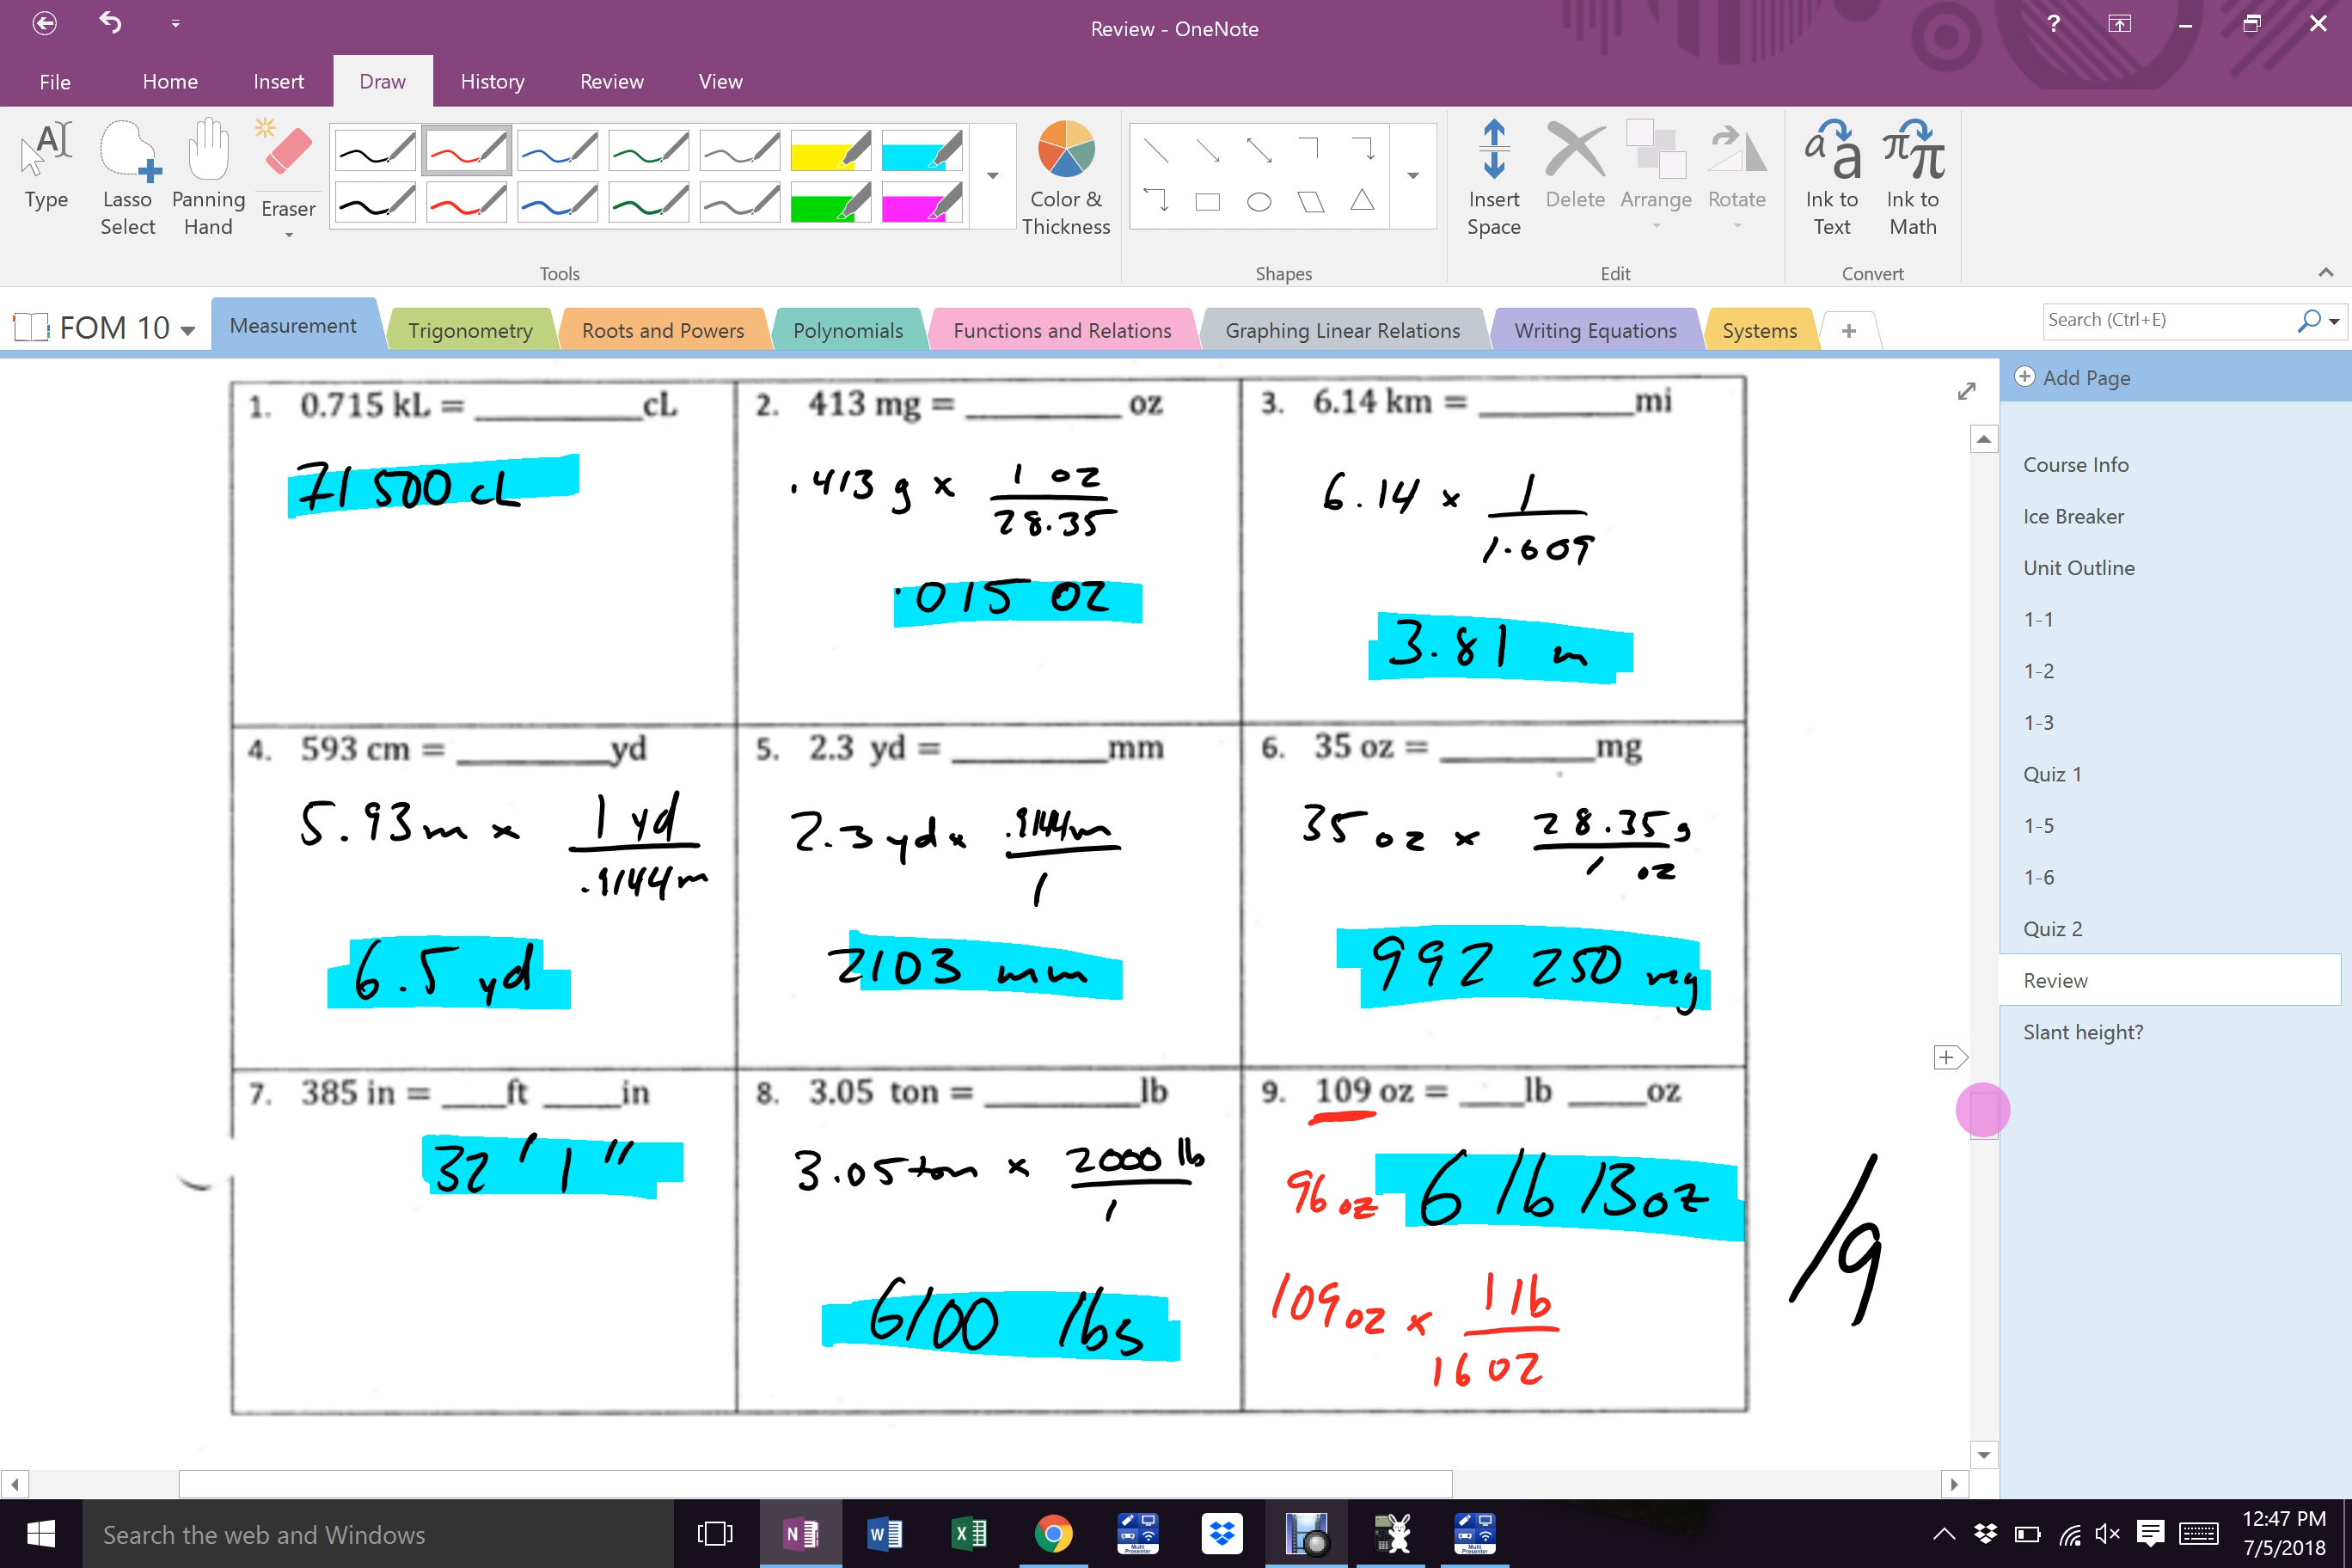 Review - OneNote
?
File Home Insert Draw History Review View
Type
Lasso Select
Panning Hand
Eraser
Color & Thickness
Insert Space
Delete
Arrange
Rotate
Ink to Text
Ink to Math
Tools Shapes Edit Convert
FOM 10 Measurement Trigonometry Roots and Powers Polynomials Functions and Relations Graphing Linear Relations Writing Equations Systems +
Search (Ctrl+E)
Add Page
Course Info
Ice Breaker
Unit Outline
1-1
1-2
1-3
Quiz 1
1-5
1-6
Quiz 2
Review
Slant height?
1. 0.715 kL = ________cL
71 500 cL
2. 413 mg = ________ oz
.413 g x 1 oz / 28.35
.015 oz
3. 6.14 km = ________mi
6.14 x 1 / 1.609
3.81 m
4. 593 cm = ________yd
5.93 m x 1 yd / .9144 m
6.5 yd
5. 2.3 yd = ________mm
2.3 yd x .9144 m / 1
2103 mm
6. 35 oz = ________mg
35 oz x 28.35 g / 1 oz
992 250 mg
7. 385 in = ____ft _____in
32 ' 1 "
8. 3.05 ton = ________lb
3.05 ton x 2000 lb / 1
6100 lbs
9. 109 oz = ____lb _____oz
96 oz 6 lb 13 oz
109 oz x 1 lb / 16 oz
/9
Search the web and Windows
12:47 PM
7/5/2018